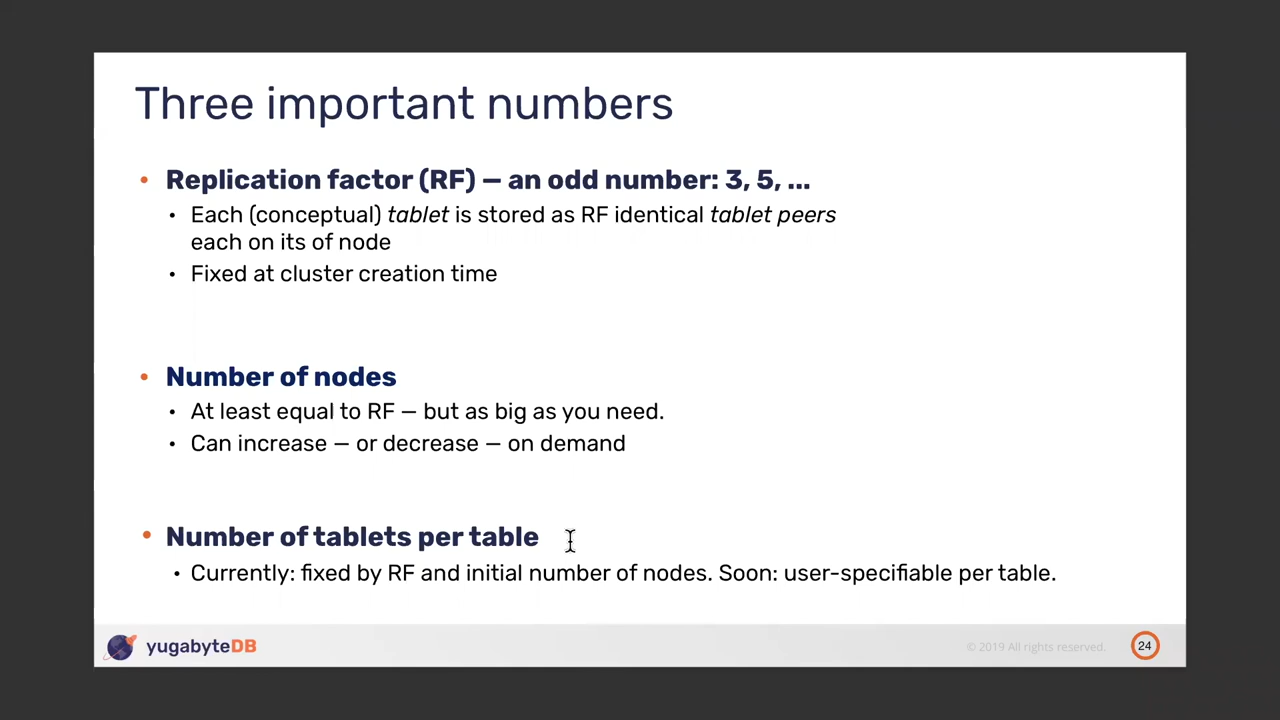 Three important numbers
• Replication factor (RF) — an odd number: 3, 5, ...
• Each (conceptual) tablet is stored as RF identical tablet peers
each on its of node
• Fixed at cluster creation time
• Number of nodes
• At least equal to RF — but as big as you need.
• Can increase — or decrease — on demand
• Number of tablets per table
• Currently: fixed by RF and initial number of nodes. Soon: user-specifiable per table.
yugabyteDB
© 2019 All rights reserved.
24